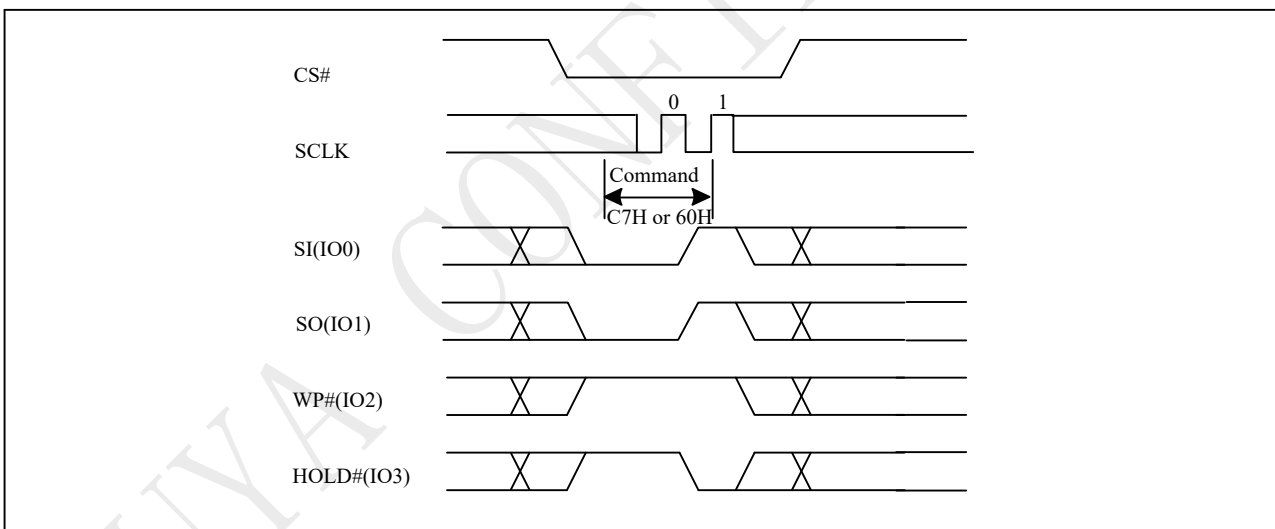 CS#
0 1
SCLK
Command
C7H or 60H
SI(IO0)
SO(IO1)
WP#(IO2)
HOLD#(IO3)